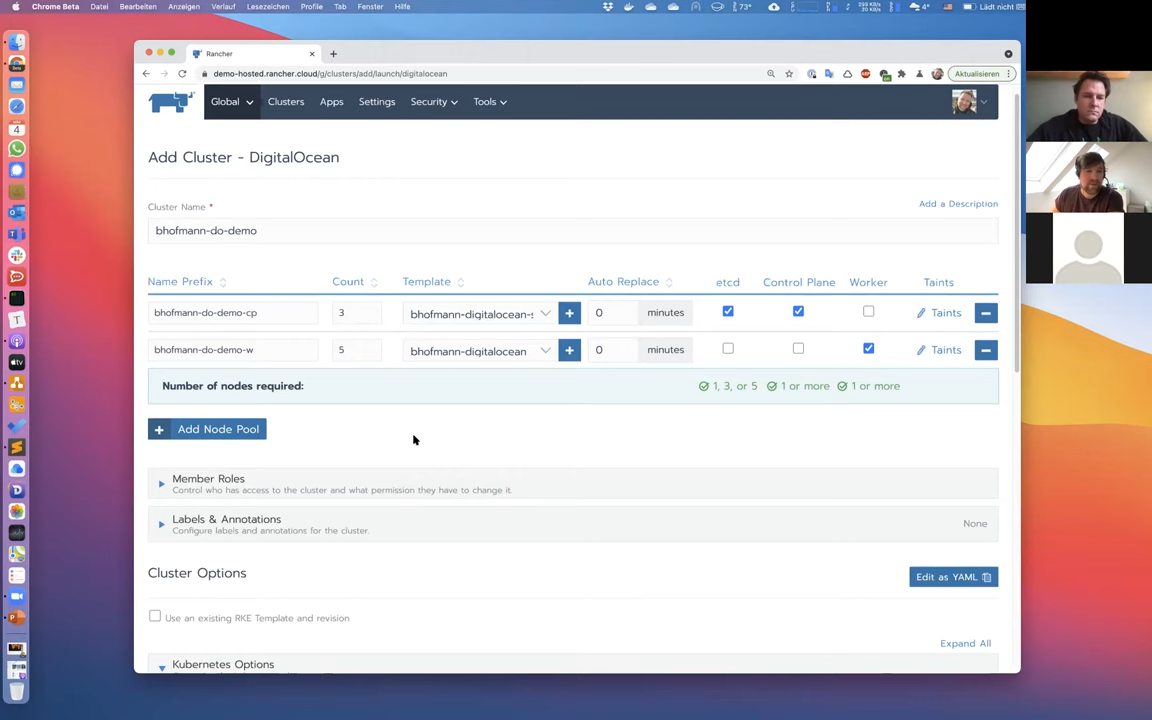 Chrome Beta Datei Bearbeiten Anzeigen Verlauf Lesezeichen Profile Tab Fenster Hilfe 73° 4° Lädt nicht
Rancher
demo-hosted.rancher.cloud/g/clusters/add/launch/digitalocean Aktualisieren
Global Clusters Apps Settings Security Tools
Add Cluster - DigitalOcean
Cluster Name * Add a Description
bhofmann-do-demo
Name Prefix Count Template Auto Replace etcd Control Plane Worker Taints
bhofmann-do-demo-cp 3 bhofmann-digitalocean-s 0 minutes Taints
bhofmann-do-demo-w 5 bhofmann-digitalocean 0 minutes Taints
Number of nodes required: 1, 3, or 5 1 or more 1 or more
+ Add Node Pool
Member Roles
Control who has access to the cluster and what permission they have to change it.
Labels & Annotations
Configure labels and annotations for the cluster. None
Cluster Options Edit as YAML
Use an existing RKE Template and revision
Expand All
Kubernetes Options